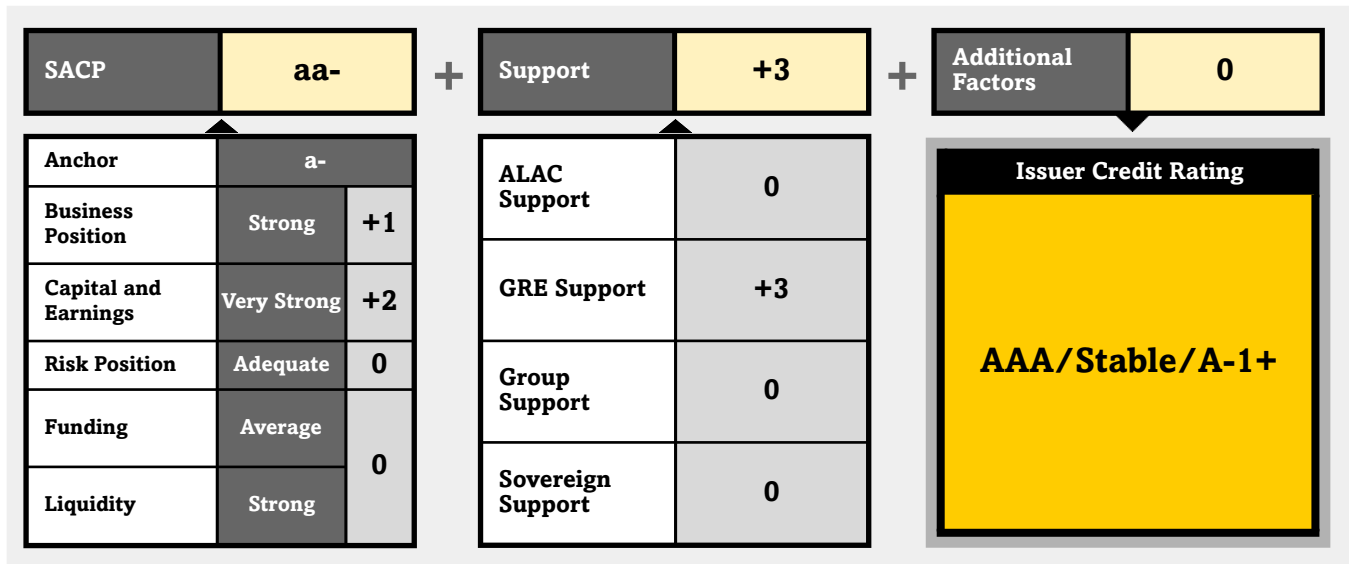 SACP
aa-
+
Support
+3
+
Additional
Factors
0
Anchor
a-
Business
Position
Strong
+1
Capital and
Earnings
Very Strong
+2
Risk Position
Adequate
0
Funding
Average
0
Liquidity
Strong
ALAC
Support
0
GRE Support
+3
Group
Support
0
Sovereign
Support
0
Issuer Credit Rating
AAA/Stable/A-1+